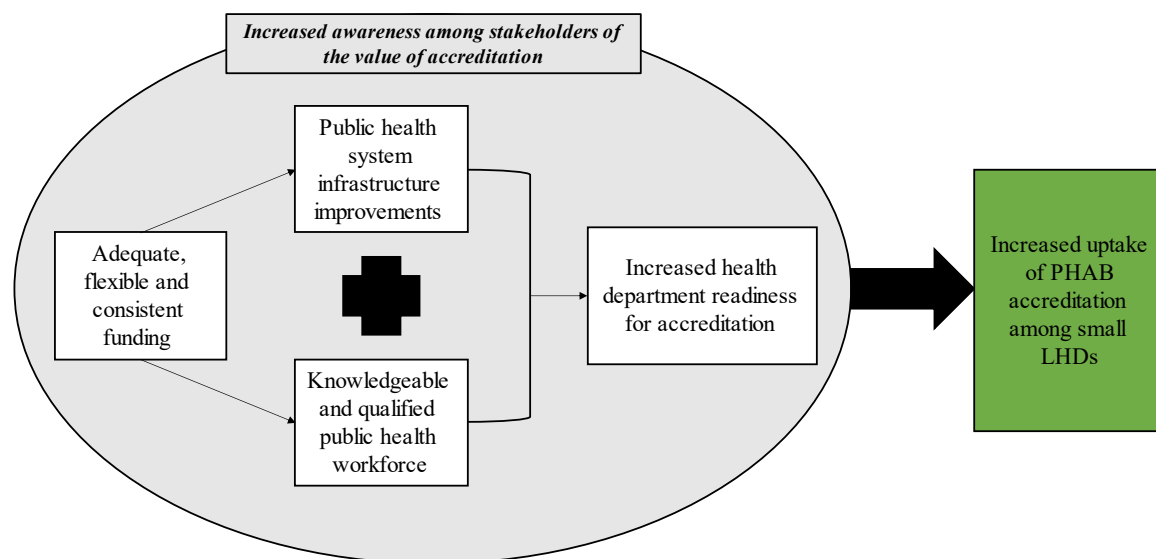 Increased awareness among stakeholders of
the value of accreditation
Public health
system
infrastructure
improvements
Adequate,
flexible and
consistent
funding
Knowledgeable
and qualified
public health
workforce
Increased health
department readiness
for accreditation
Increased uptake
of PHAB
accreditation
among small
LHDs